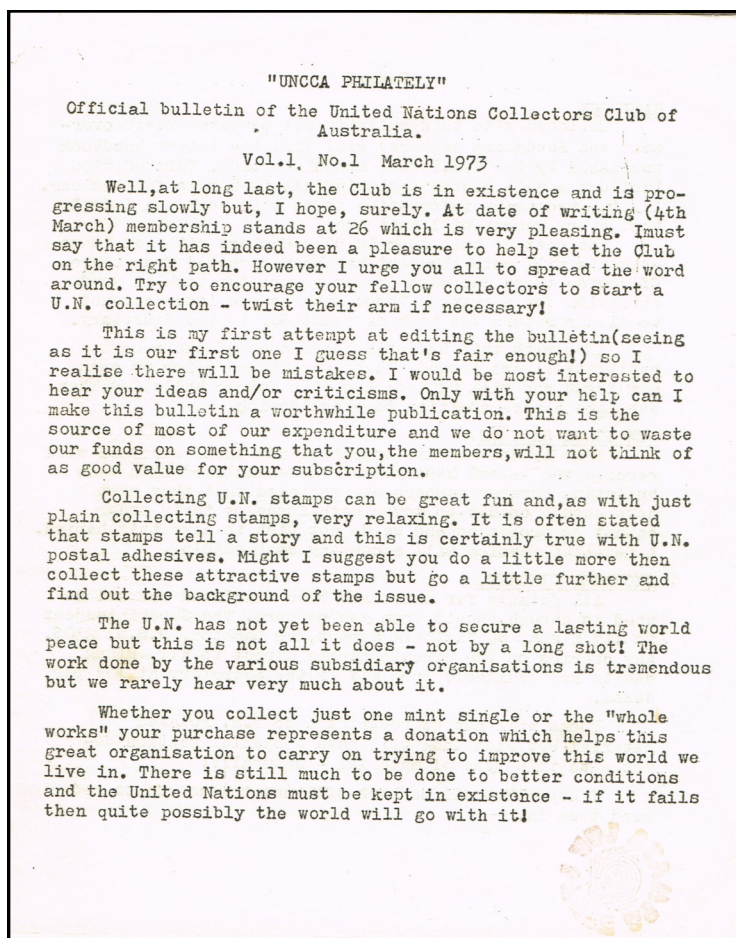 "UNCCA PHILATELY"
Official bulletin of the United Nations Collectors Club of
Australia.
Vol.1, No.1 March 1973
Well,at long last, the Club is in existence and is pro-
gressing slowly but, I hope, surely. At date of writing (4th
March) membership stands at 26 which is very pleasing. Imust
say that it has indeed been a pleasure to help set the Club
on the right path. However I urge you all to spread the word
around. Try to encourage your fellow collectors to start a
U.N. collection - twist their arm if necessary!
This is my first attempt at editing the bulletin(seeing
as it is our first one I guess that's fair enough!) so I
realise there will be mistakes. I would be most interested to
hear your ideas and/or criticisms. Only with your help can I
make this bulletin a worthwhile publication. This is the
source of most of our expenditure and we do not want to waste
our funds on something that you,the members,will not think of
as good value for your subscription.
Collecting U.N. stamps can be great fun and,as with just
plain collecting stamps, very relaxing. It is often stated
that stamps tell a story and this is certainly true with U.N.
postal adhesives. Might I suggest you do a little more then
collect these attractive stamps but go a little further and
find out the background of the issue.
The U.N. has not yet been able to secure a lasting world
peace but this is not all it does - not by a long shot! The
work done by the various subsidiary organisations is tremendous
but we rarely hear very much about it.
Whether you collect just one mint single or the "whole
works" your purchase represents a donation which helps this
great organisation to carry on trying to improve this world we
live in. There is still much to be done to better conditions
and the United Nations must be kept in existence - if it fails
then quite possibly the world will go with it!